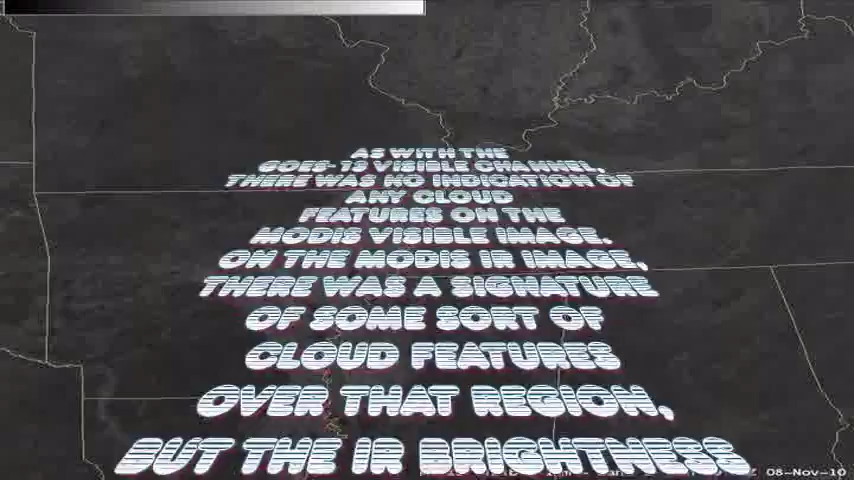 AS WITH THE
GOES-13 VISIBLE CHANNEL,
THERE WAS NO INDICATION OF
ANY CLOUD
FEATURES ON THE
MODIS VISIBLE IMAGE.
ON THE MODIS IR IMAGE,
THERE WAS A SIGNATURE
OF SOME SORT OF
CLOUD FEATURES
OVER THAT REGION,
BUT THE IR BRIGHTNESS
08-Nov-10